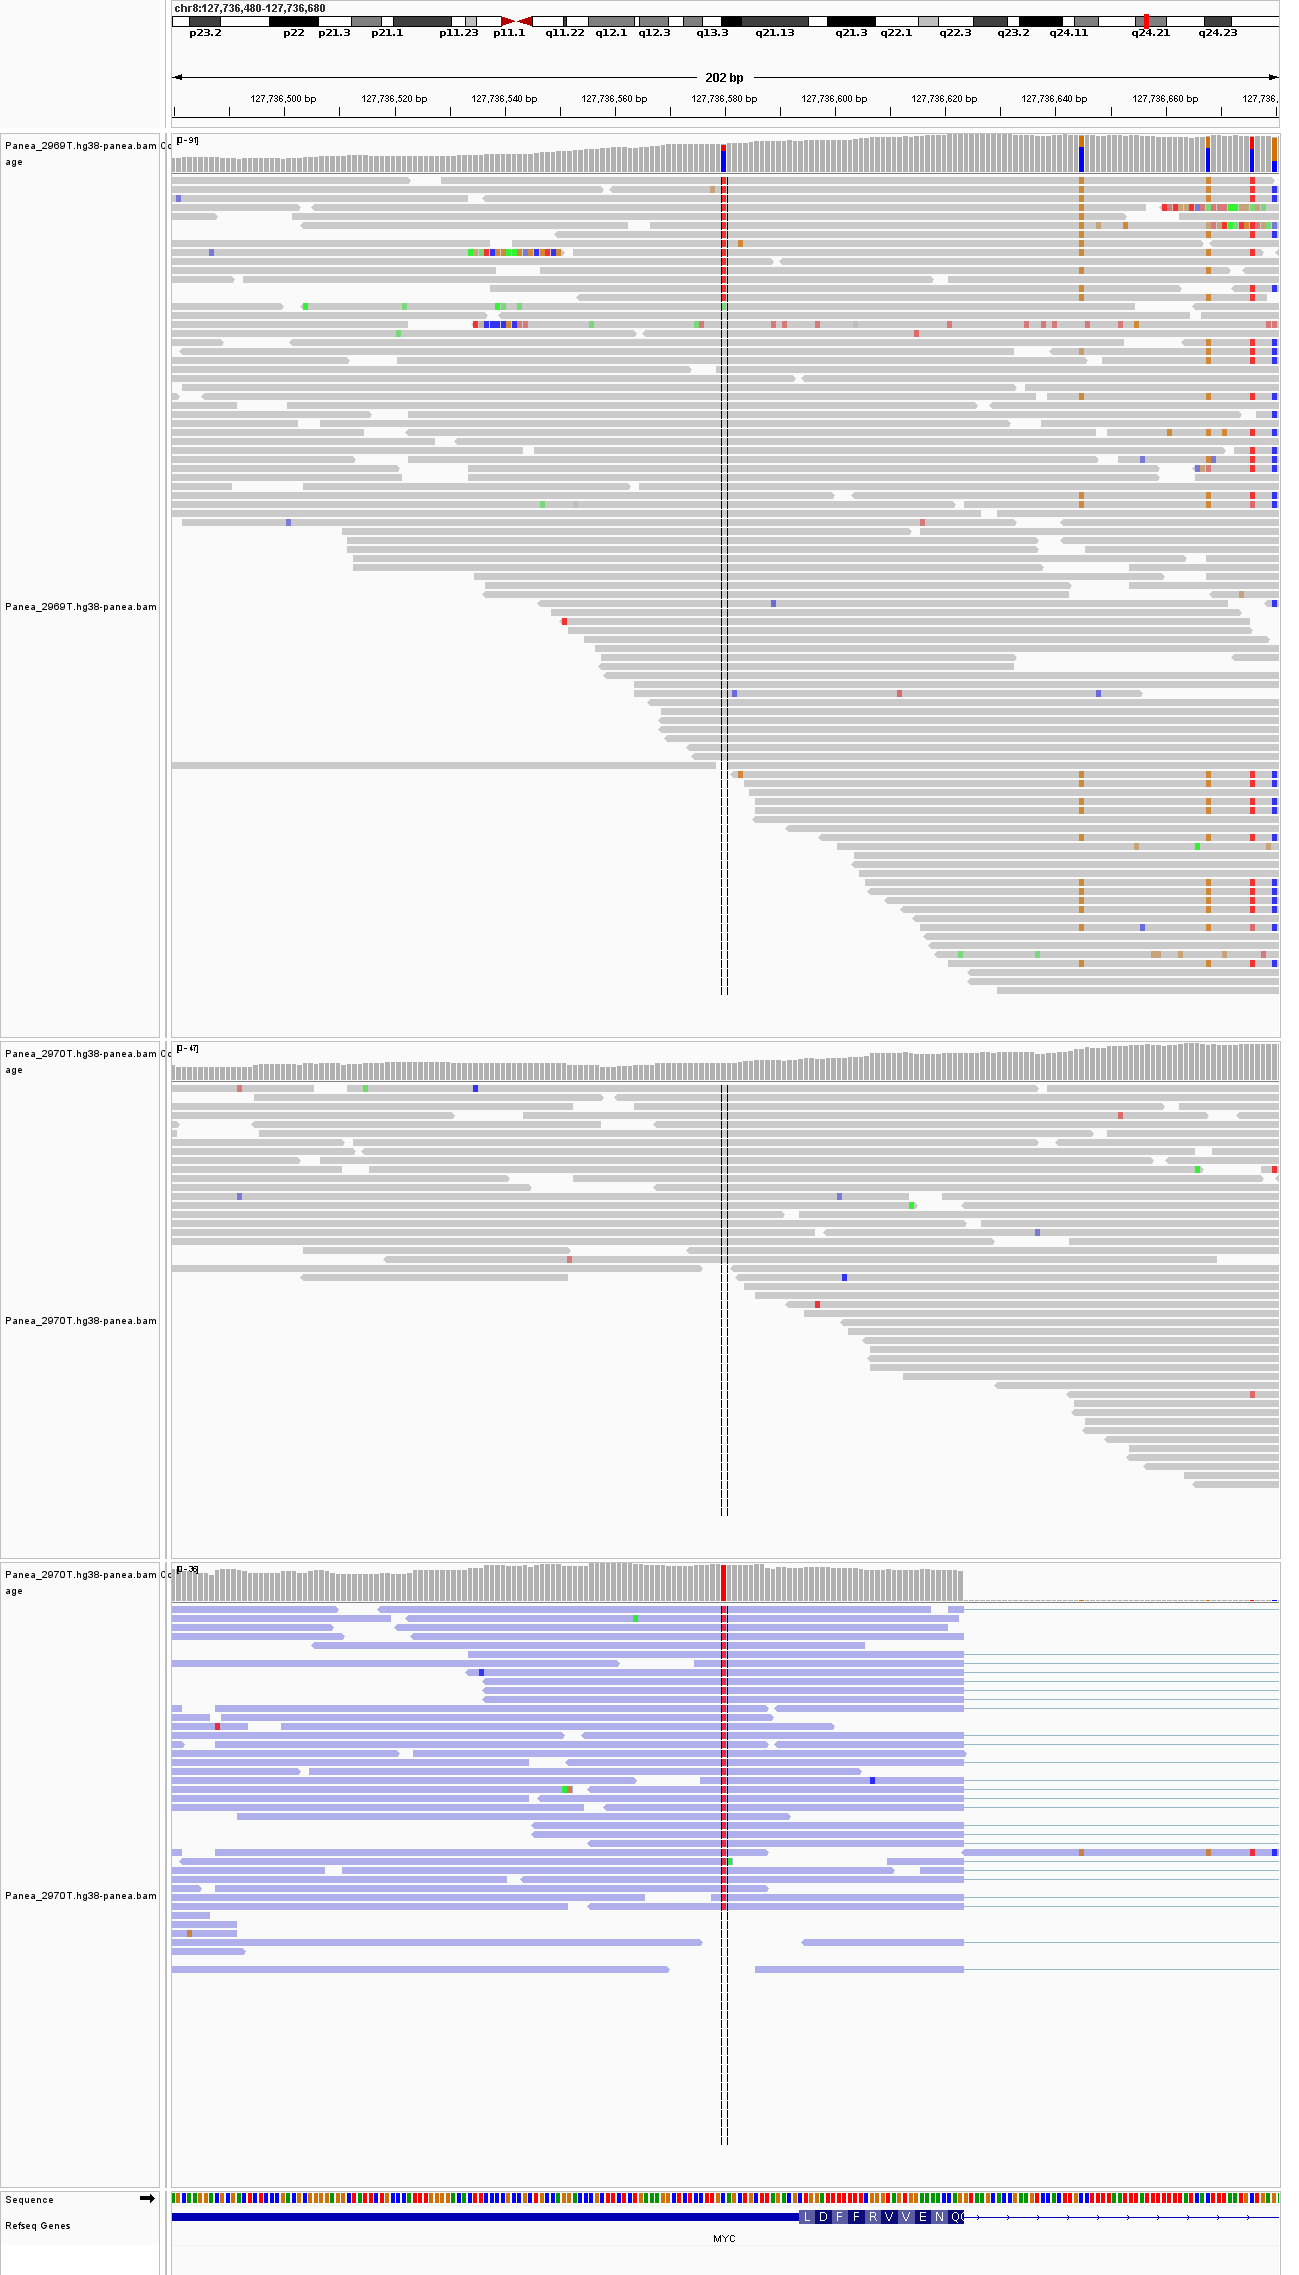 chr8:127,736,480-127,736,680
p23.2 p22 p21.3 p21.1 p11.23 p11.1 q11.22 q12.1 q12.3 q13.3 q21.13 q21.3 q22.1 q22.3 q23.2 q24.11 q24.21 q24.23
202 bp
127,736,500 bp 127,736,520 bp 127,736,540 bp 127,736,560 bp 127,736,580 bp 127,736,600 bp 127,736,620 bp 127,736,640 bp 127,736,660 bp 127,736,
Panea_2969T.hg38-panea.bam Co
age
[0 - 91]
Panea_2969T.hg38-panea.bam
Panea_2970T.hg38-panea.bam Co
age
[0 - 47]
Panea_2970T.hg38-panea.bam
Panea_2970T.hg38-panea.bam Co
age
[0 - 36]
Panea_2970T.hg38-panea.bam
Sequence
Refseq Genes
L D F F R V V E N Q
MYC